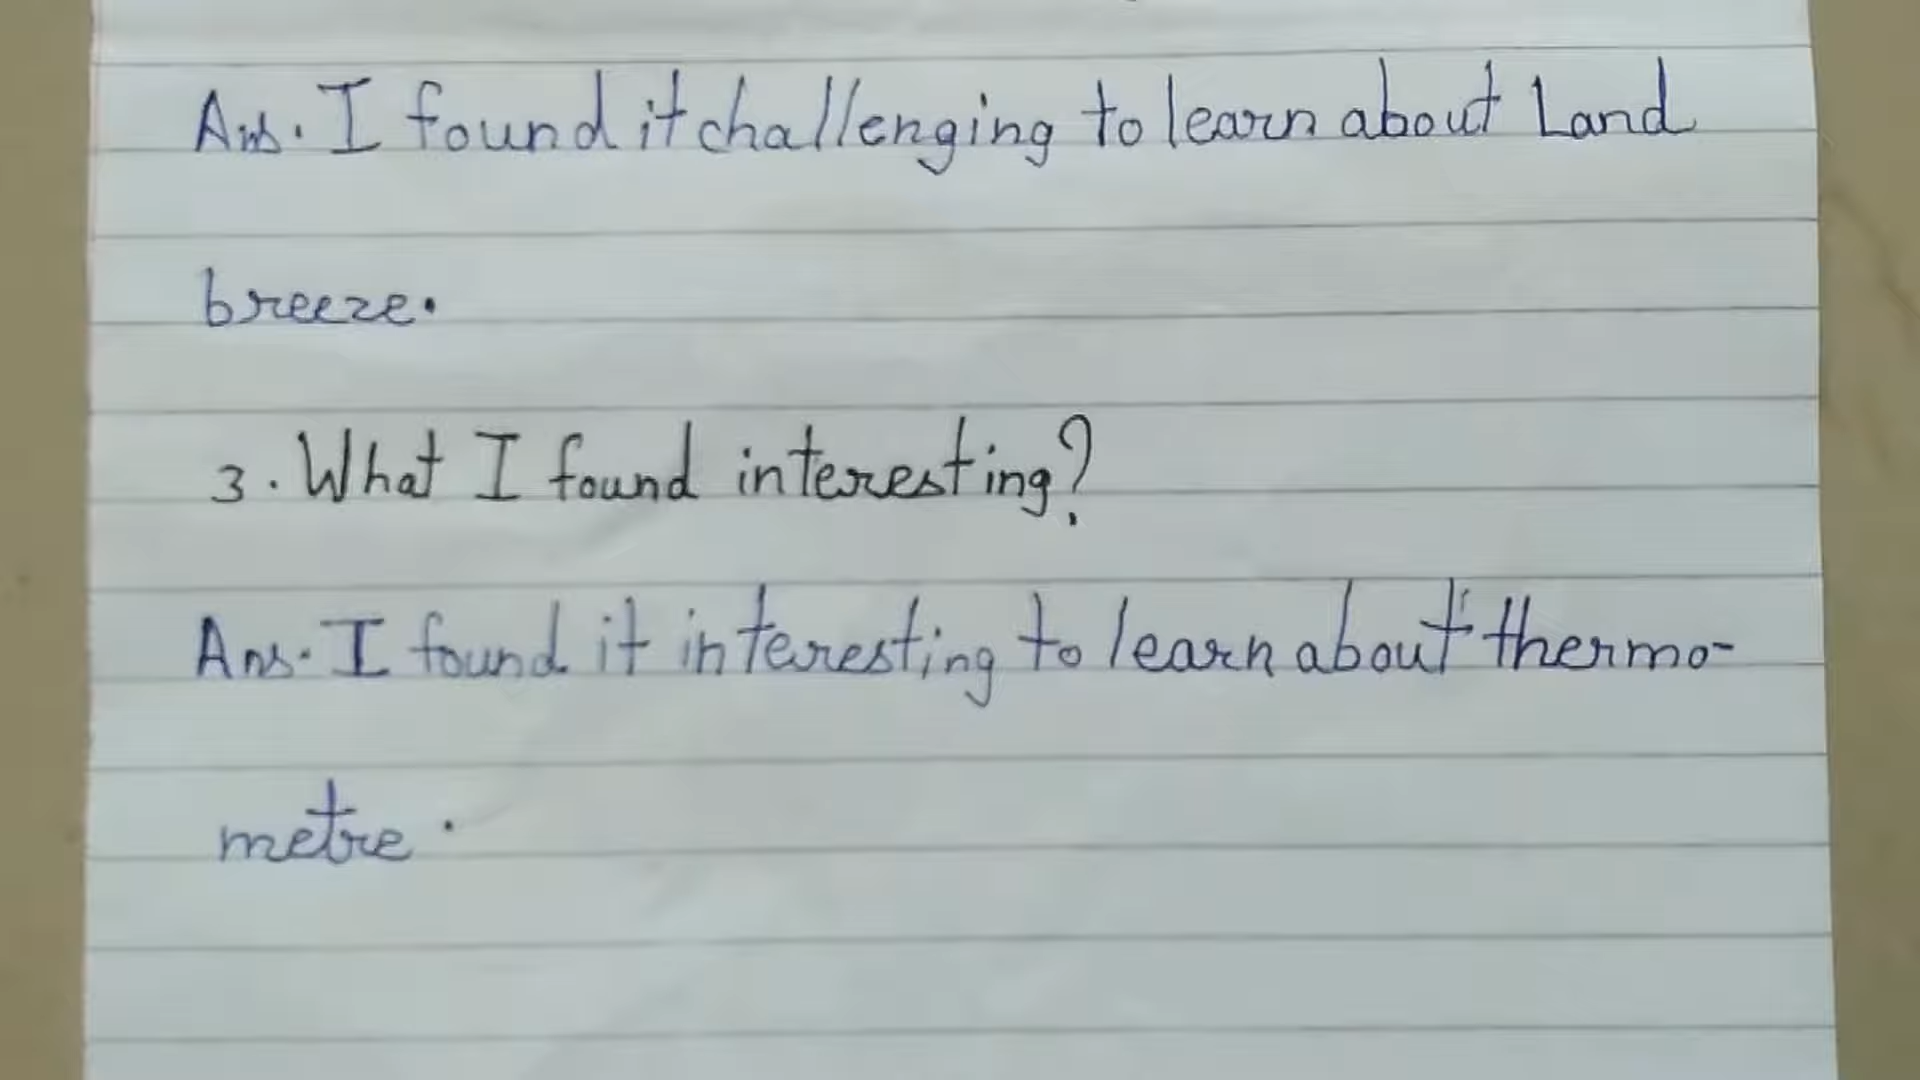 Ans. I found it challenging to learn about Land
breeze.
3. What I found interesting?
Ans. I found it interesting to learn about thermo-
metre.